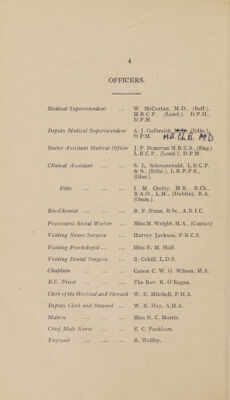 4
OFFICERS.
Medical Superintendent ... W. McCartan, M.D., (Belf.),
M.R.C.P., (Lond.), D.P.H.,
D.P.M.
Deputy Medical Superintendent A. J. Galbraith, (Edin.)
D.P.M. M.B. Ch.B. M.D
Senior Assistant Medical Officer J. F. Donovan M.R.C.S., (Eng.)
L.R.C.P., (Lond.), D.P.M.
Clinical Assistant ... ... S. L. Schwarzwald, L.R.C.P.
& S., (Edin.), L.R.F.P.S.,
(Glas.).
Ditto ... ... I. M. Cretty, M.B., B.Ch.,
B.A.O., L.M., (Dublin), B.A.
(Oxon.).
Bio-Chemist ... ... ... R. F. Nunn, B.Sc., A.R.I.C.
Psychiatric Social Worker ... Miss M. Wright, M.A., (Cantab)
Visiting Neuro-Surgeon ... Harvey Jackson, F.R.C.S.
Visiting Psychologist ... ... Miss E. M. Hall.
Visiting Dental Surgeon ... B. Cahill, L.D.S.
Chaplain ... ... ... Canon C. W. G. Wilson, M.A.
R.C. Priest ... ... ... The Rev. R. O'Regan.
Clerk of the Hospital and Steward W. E. Mitchell, F.H.A.
Deputy Clerk and Steward ... W. N. Hay, A.H.A.
Matron ... ... ... Miss N. C. Morris.
Chief Male Nurse ... ... E. C. Peckham.
Engineer ... ... ... R. Wellby.